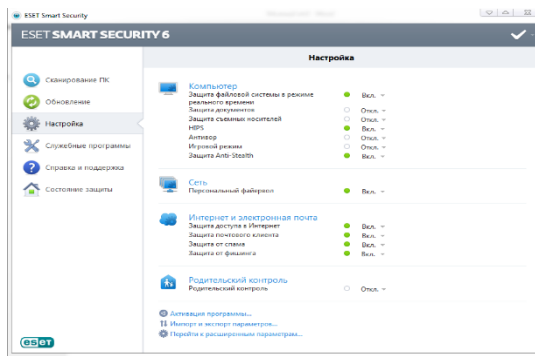 ESET Smart Security
ESET SMART SECURITY 6
Настройка
Сканирование ПК
Обновление
Настройка
Служебные программы
Справка и поддержка
Состояние защиты
Компьютер
Защита файловой системы в режиме реального времени Вкл.
Защита документов Откл.
Защита съемных носителей Откл.
HIPS Вкл.
Антивор Откл.
Игровой режим Откл.
Защита Anti-Stealth Вкл.
Сеть
Персональный файервол Вкл.
Интернет и электронная почта
Защита доступа в Интернет Вкл.
Защита почтового клиента Вкл.
Защита от спама Вкл.
Защита от фишинга Вкл.
Родительский контроль
Родительский контроль Откл.
Активация программы...
Импорт и экспорт параметров...
Перейти к расширенным параметрам...
eset